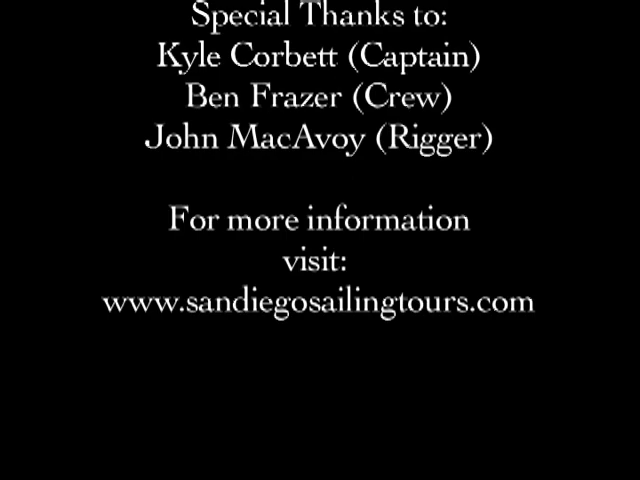 Special Thanks to:
Kyle Corbett (Captain)
Ben Frazer (Crew)
John MacAvoy (Rigger)
For more information
visit:
www.sandiegosailingtours.com